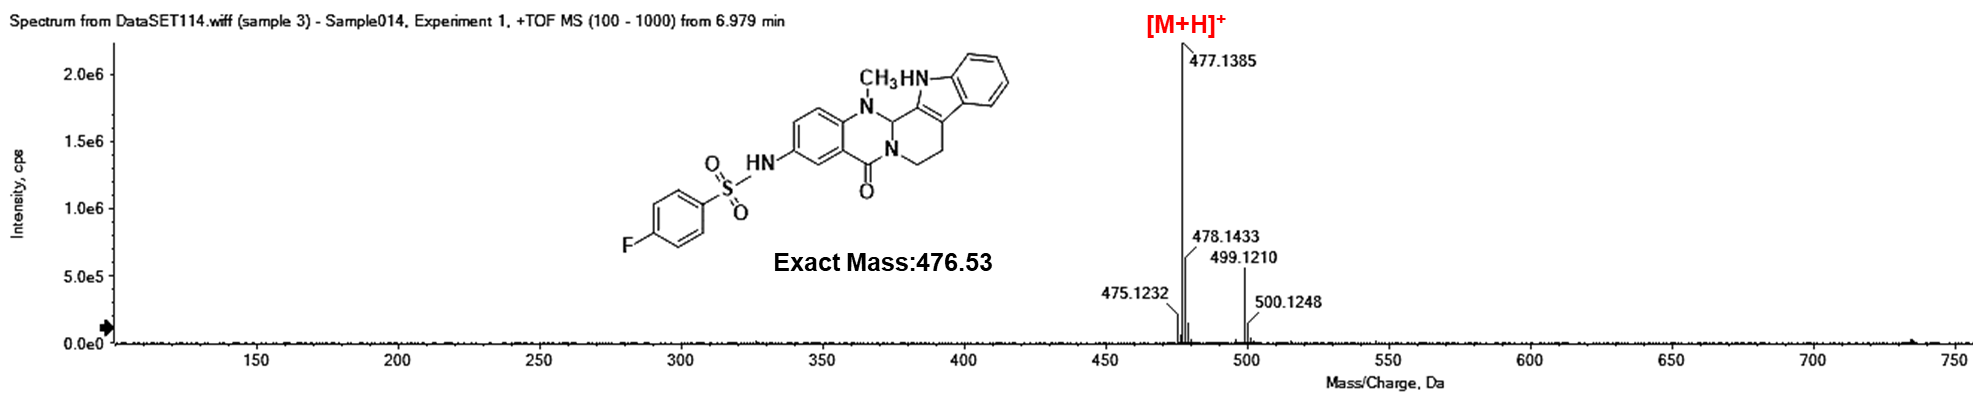 Spectrum from DataSET114.wiff (sample 3) - Sample014, Experiment 1, +TOF MS (100 - 1000) from 6.979 min
[M+H]+
477.1385
2.0e6
CH3
HN
N
1.5e6
N
HN
O
O
S
O
1.0e6
F
478.1433
499.1210
Exact Mass:476.53
5.0e5
475.1232
500.1248
0.0e0
Intensity, cps
150 200 250 300 350 400 450 500 550 600 650 700 750
Mass/Charge, Da